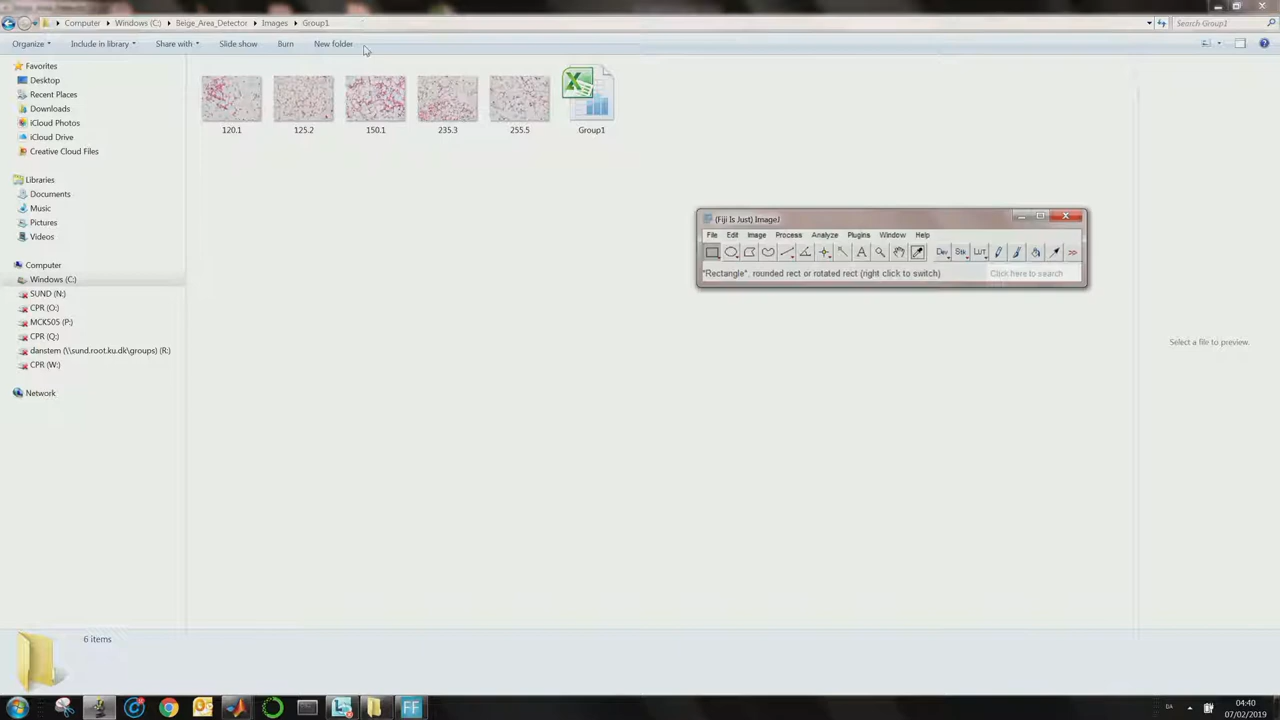 Computer Windows (C:) Beige_Area_Detector Images Group1 Search Group1
Organize Include in library Share with Slide show Burn New folder
Favorites
Desktop
Recent Places
Downloads
iCloud Photos
iCloud Drive
Creative Cloud Files
Libraries
Documents
Music
Pictures
Videos
Computer
Windows (C:)
SUND (N:)
CPR (O:)
MCK505 (P:)
CPR (Q:)
danstem (\\sund.root.ku.dk\groups) (R:)
CPR (W:)
Network
120.1 125.2 150.1 235.3 255.5 Group1
(Fiji Is Just) ImageJ
File Edit Image Process Analyze Plugins Window Help
A Dev Stk LUT >>
*Rectangle*, rounded rect or rotated rect (right click to switch) Click here to search
Select a file to preview.
6 items
FF
DA
04:40
07/02/2019